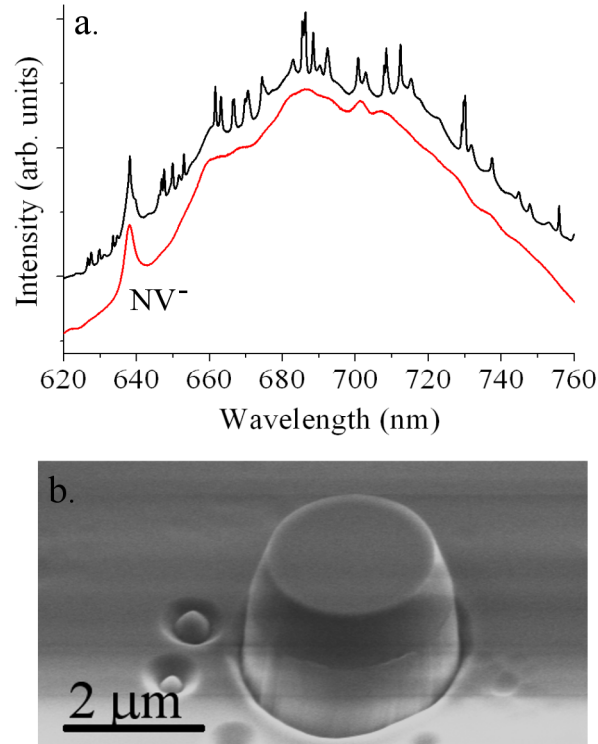 a.
Intensity (arb. units)
NV⁻
620 640 660 680 700 720 740 760
Wavelength (nm)
b.
2 μm